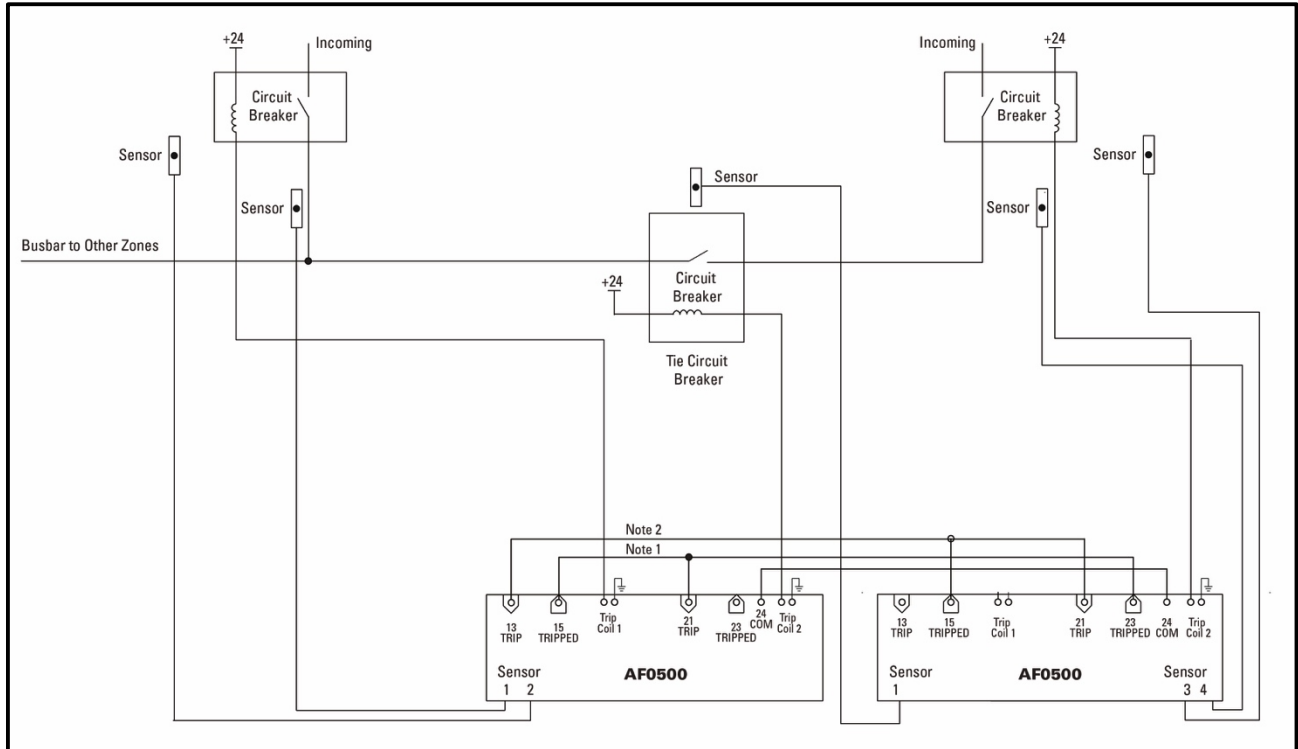 +24
Incoming
Circuit
Breaker
Sensor
Sensor
Busbar to Other Zones
Sensor
+24
Circuit
Breaker
Tie Circuit
Breaker
Incoming
+24
Circuit
Breaker
Sensor
Sensor
Note 2
Note 1
13
TRIP
15
TRIPPED
Trip
Coil 1
21
TRIP
23
TRIPPED
24
COM
Trip
Coil 2
Sensor
1 2
AF0500
13
TRIP
15
TRIPPED
Trip
Coil 1
21
TRIP
23
TRIPPED
24
COM
Trip
Coil 2
Sensor
1
AF0500
Sensor
3 4